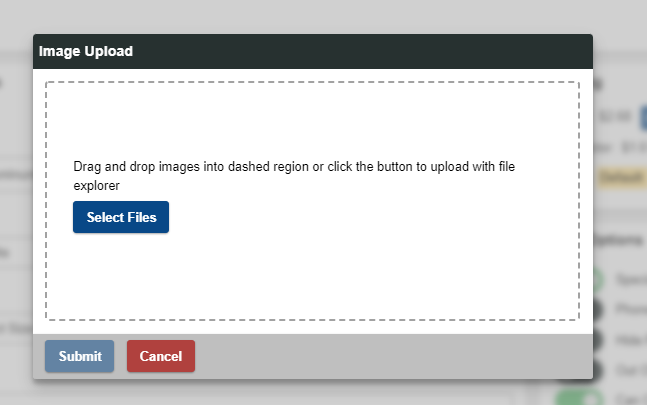 Image Upload
Drag and drop images into dashed region or click the button to upload with file
explorer
Select Files
Submit
Cancel
Default